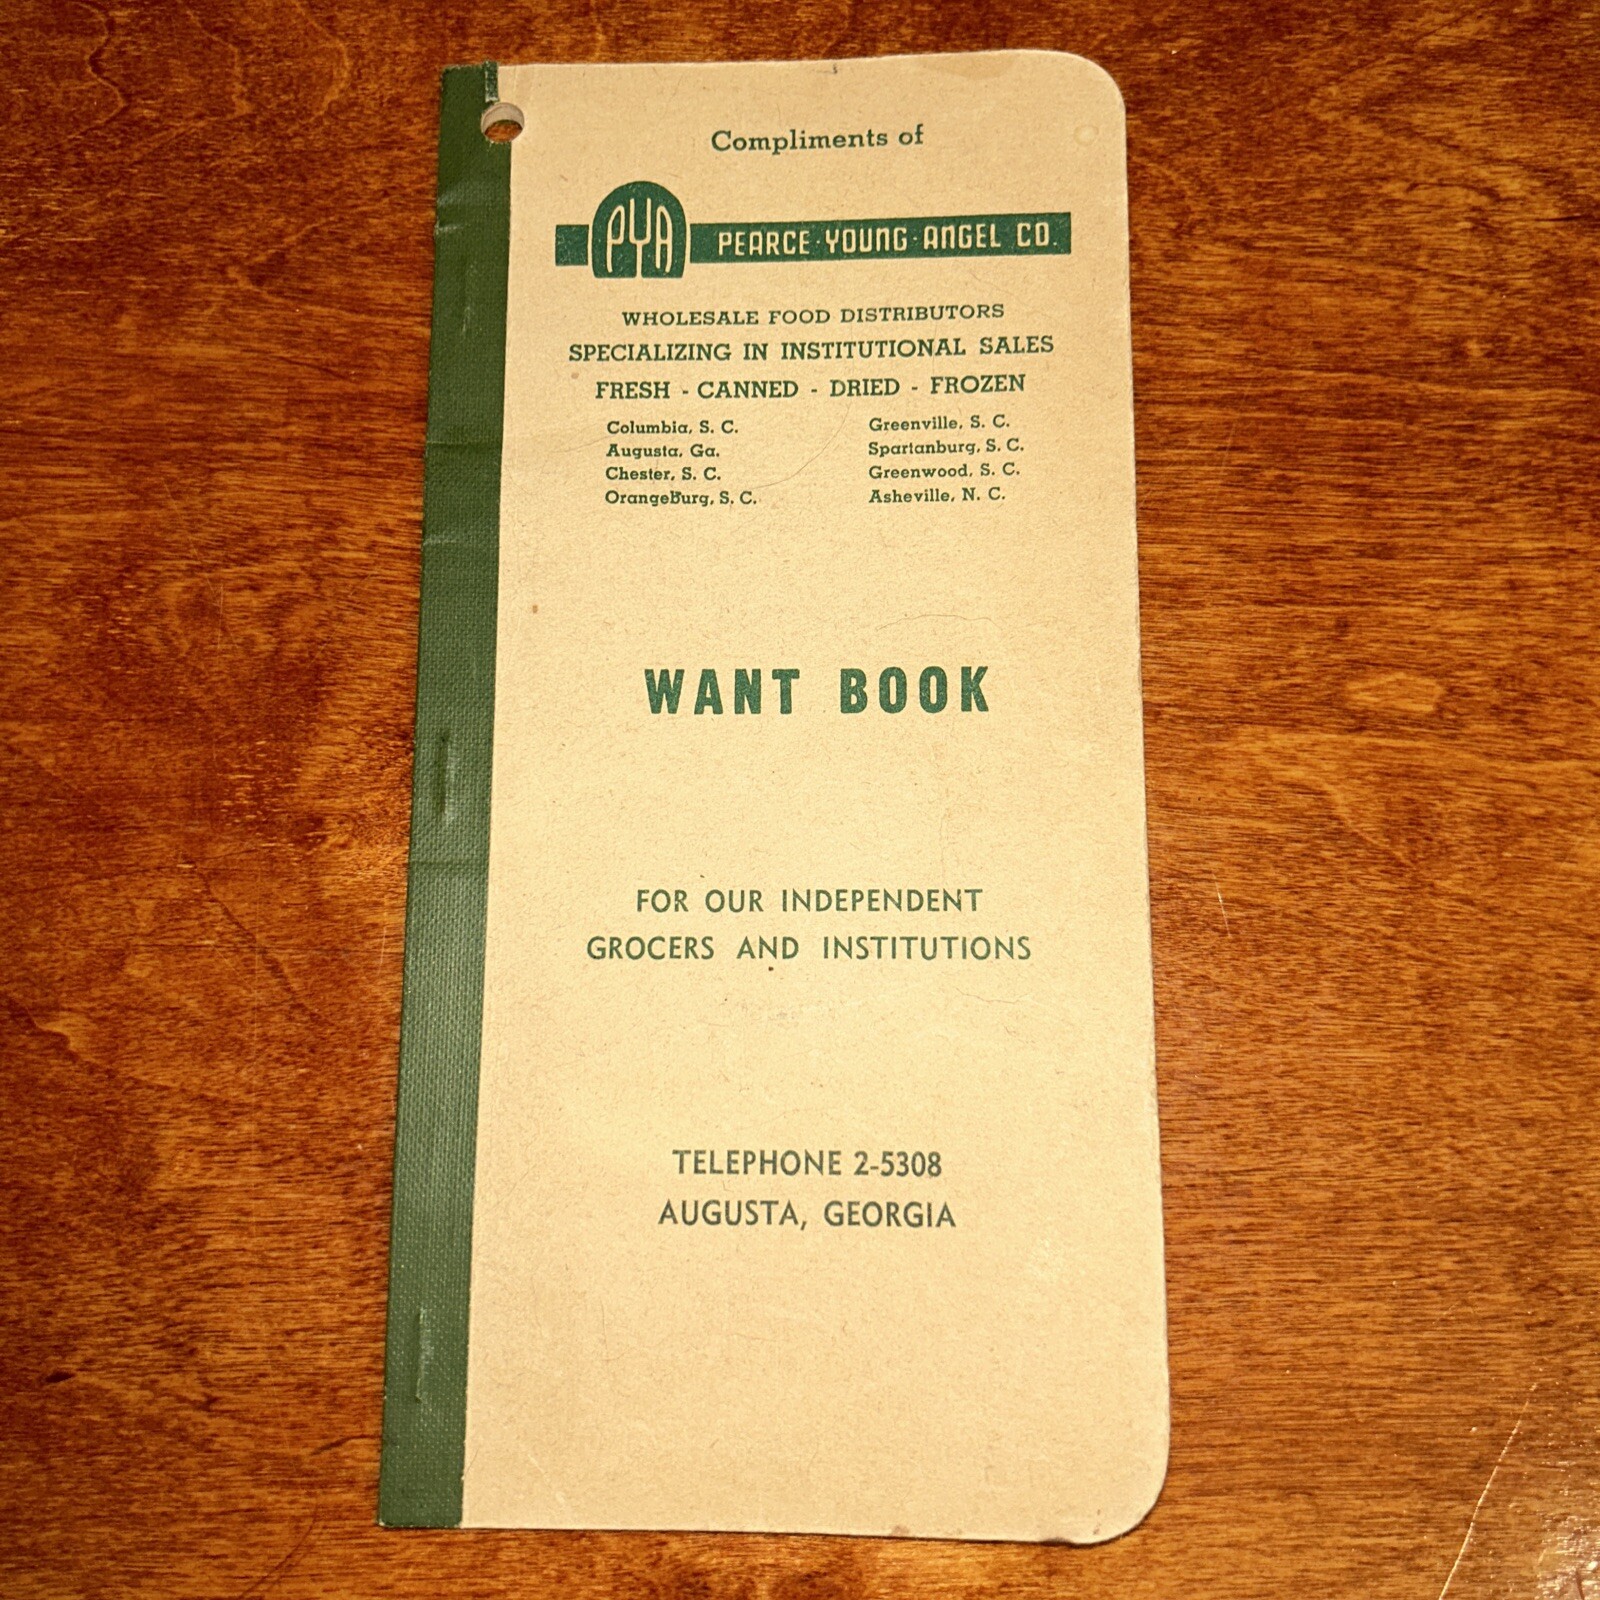 Compliments of
PYA PEARCE·YOUNG·ANGEL CO.
WHOLESALE FOOD DISTRIBUTORS
SPECIALIZING IN INSTITUTIONAL SALES
FRESH - CANNED - DRIED - FROZEN
Columbia, S. C. Greenville, S. C.
Augusta, Ga. Spartanburg, S. C.
Chester, S. C. Greenwood, S. C.
OrangeBurg, S. C. Asheville, N. C.
WANT BOOK
FOR OUR INDEPENDENT
GROCERS AND INSTITUTIONS
TELEPHONE 2-5308
AUGUSTA, GEORGIA